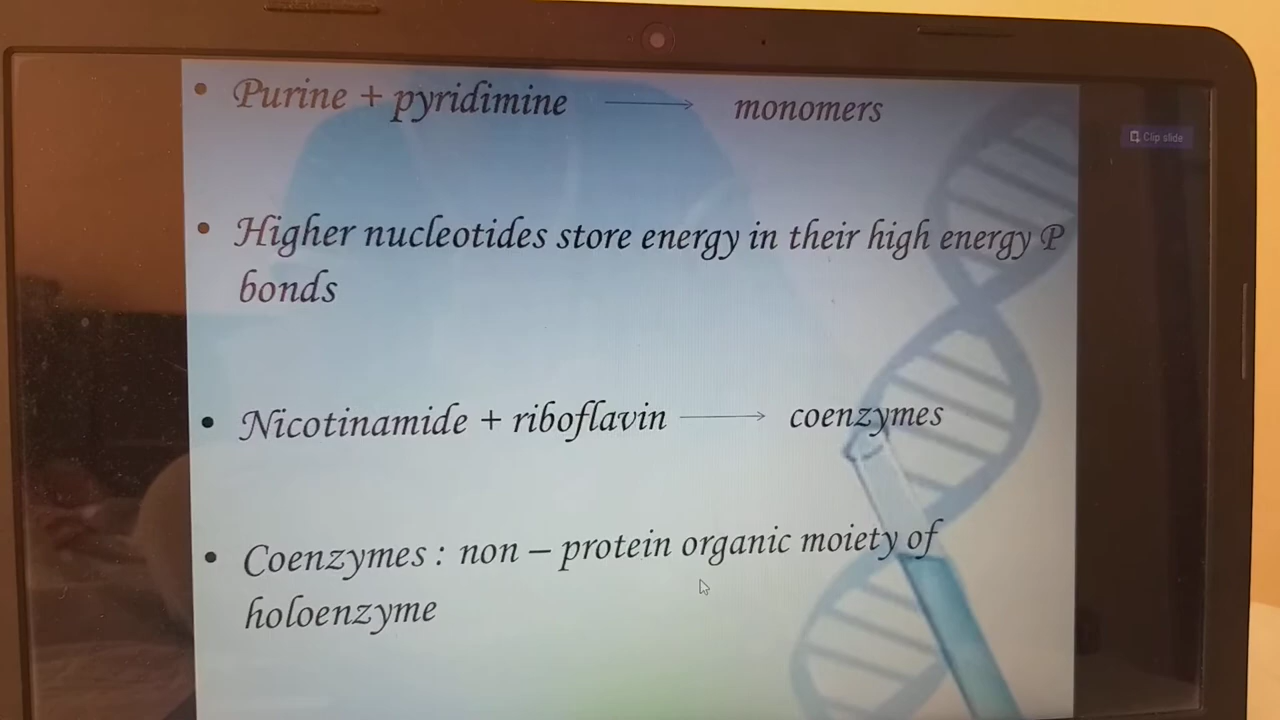 • Purine + pyridimine → monomers
Clip slide
• Higher nucleotides store energy in their high energy P
bonds
• Nicotinamide + riboflavin → coenzymes
• Coenzymes : non – protein organic moiety of
holoenzyme